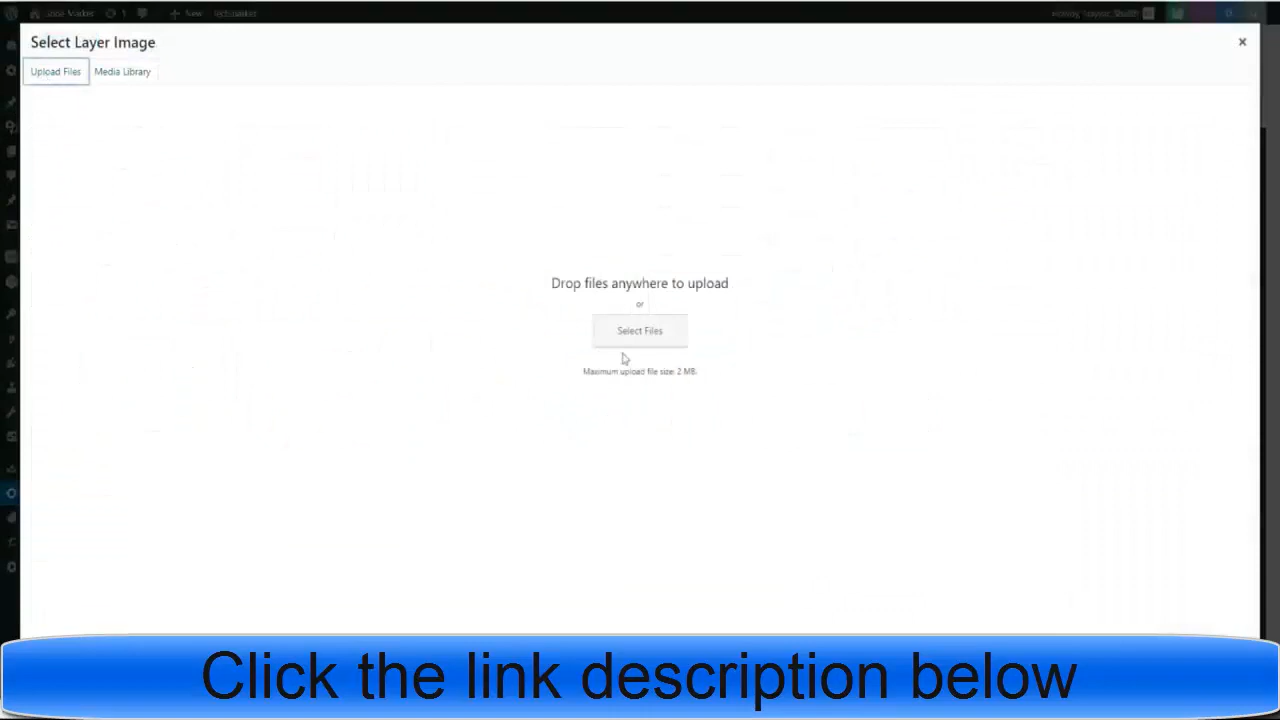 New
Select Layer Image
Upload Files Media Library
Drop files anywhere to upload
or
Select Files
Maximum upload file size: 2 MB.
Click the link description below